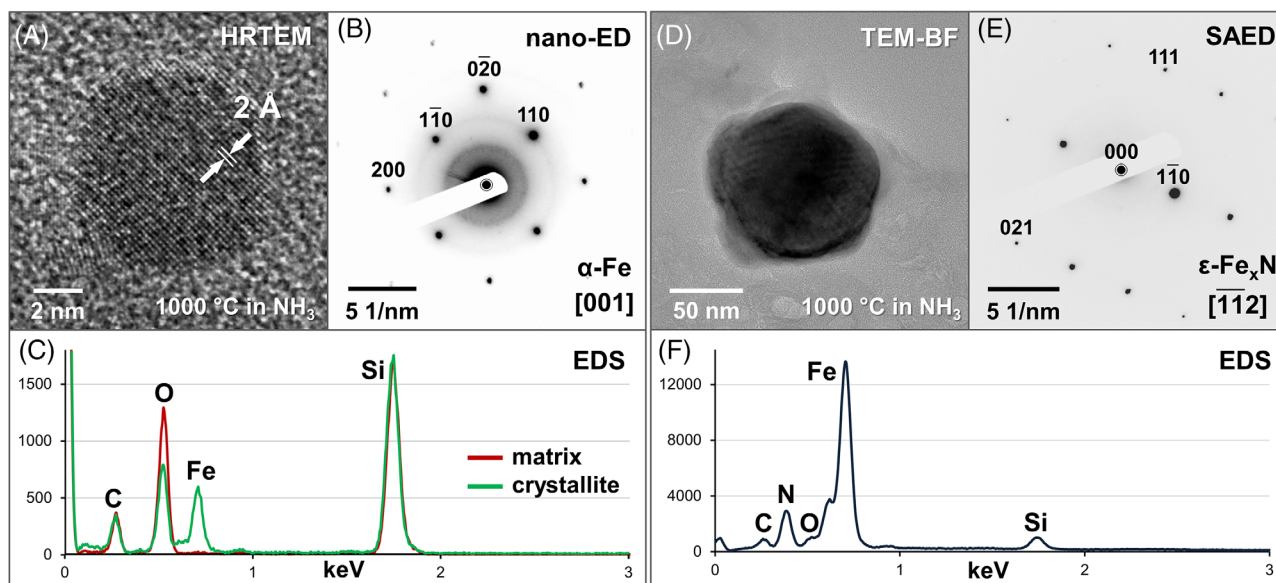 (A)
HRTEM
2 Å
2 nm
1000 °C in NH₃
(B)
nano-ED
02̅0
11̅0
110
200
α-Fe
5 1/nm
[001]
(D)
TEM-BF
50 nm
1000 °C in NH₃
(E)
SAED
111
000
11̅0
021
ε-FeₓN
5 1/nm
[1̅1̅2]
(C)
EDS
1500
1000
500
0
C
O
Fe
Si
matrix
crystallite
0
1
2
3
keV
(F)
EDS
12000
8000
4000
0
C
N
O
Fe
Si
0
1
2
3
keV